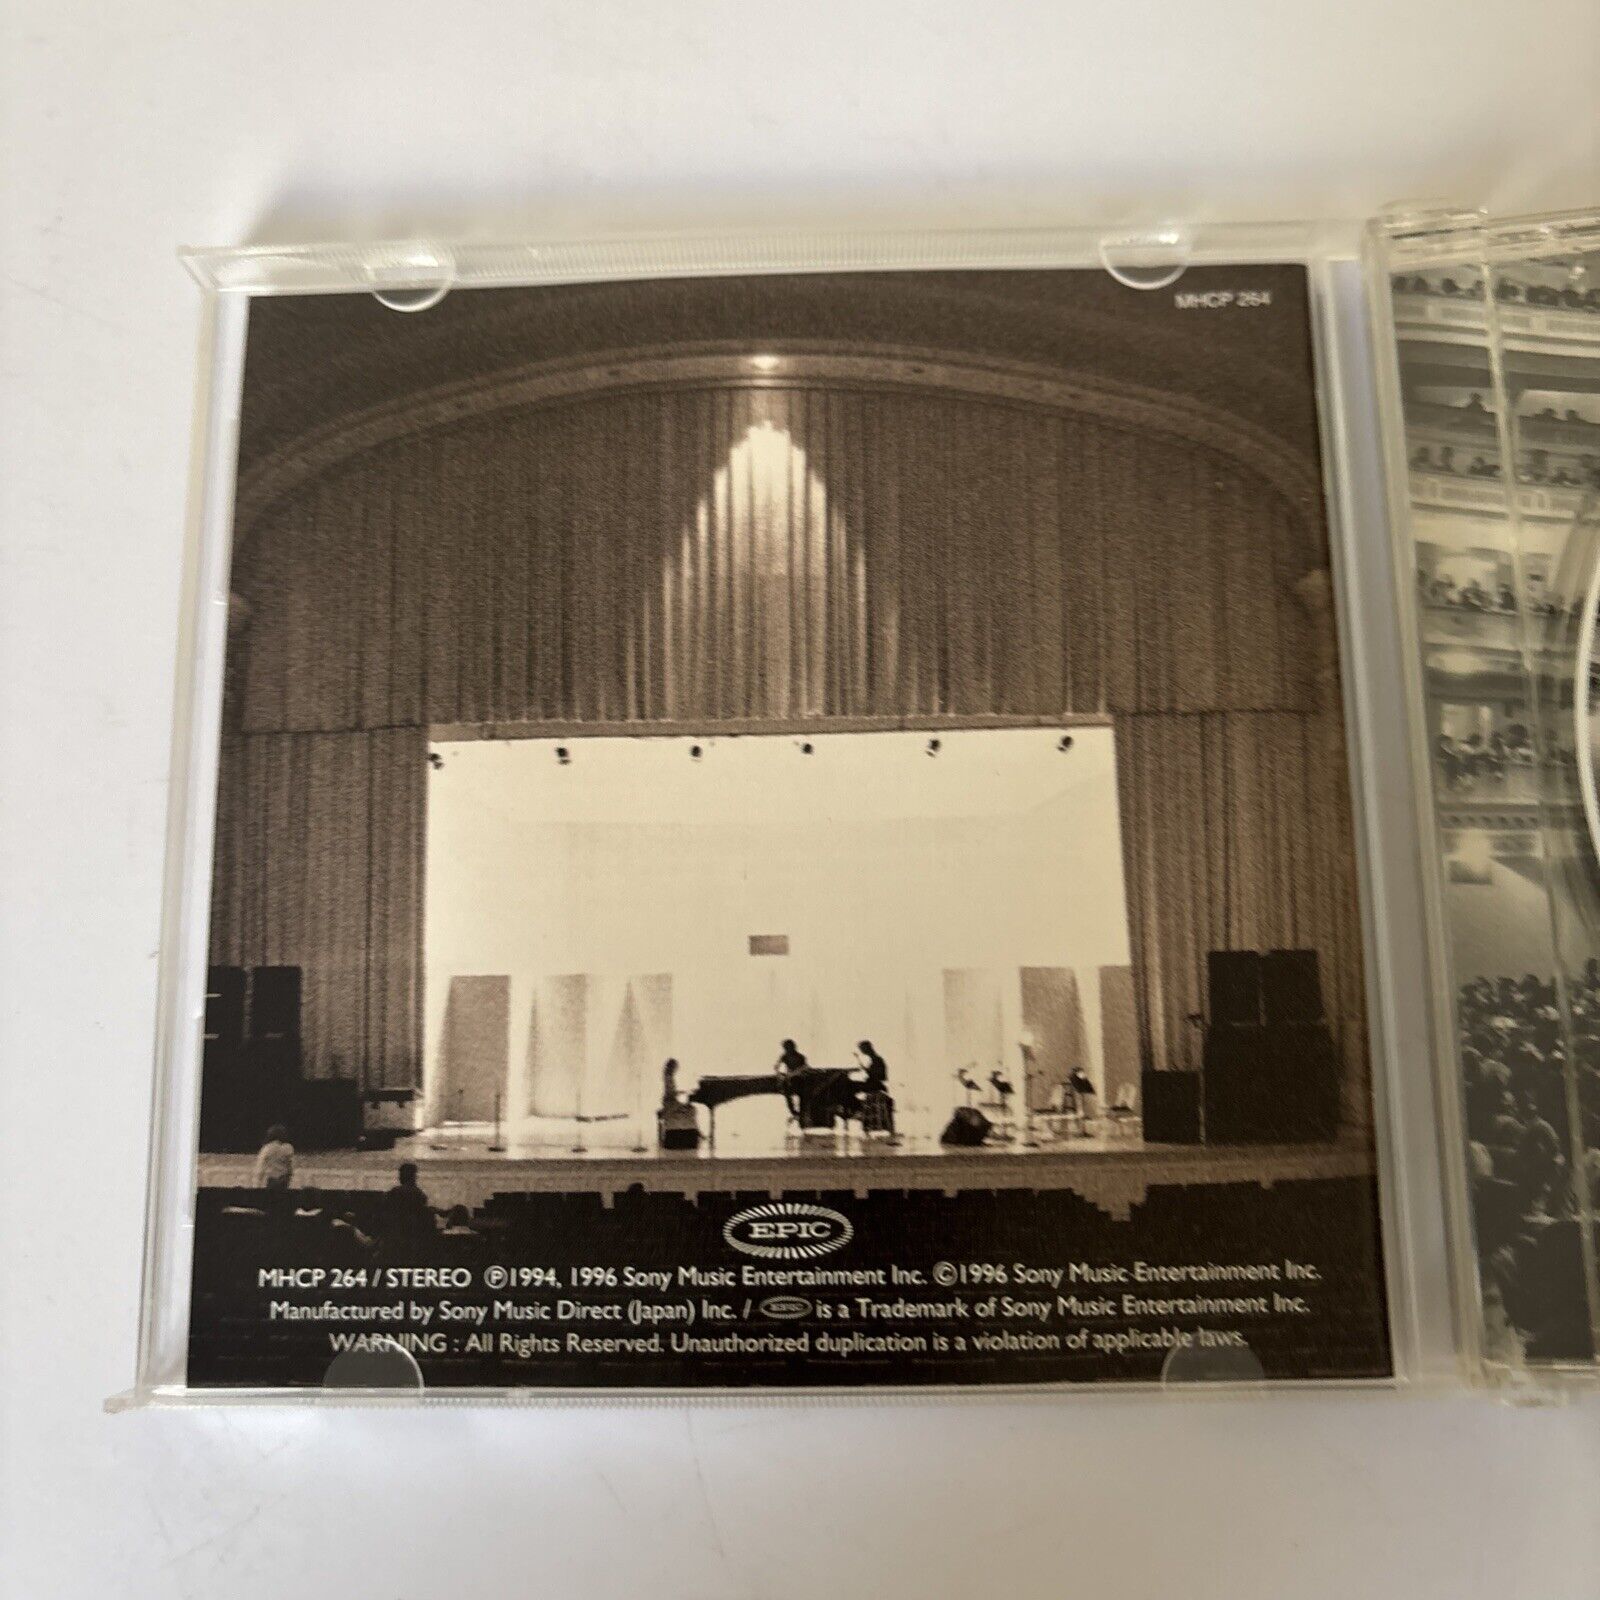 MHCP 264
EPIC
MHCP 264 / STEREO ℗1994, 1996 Sony Music Entertainment Inc. ©1996 Sony Music Entertainment Inc.
Manufactured by Sony Music Direct (Japan) Inc. / EPIC is a Trademark of Sony Music Entertainment Inc.
WARNING : All Rights Reserved. Unauthorized duplication is a violation of applicable laws.